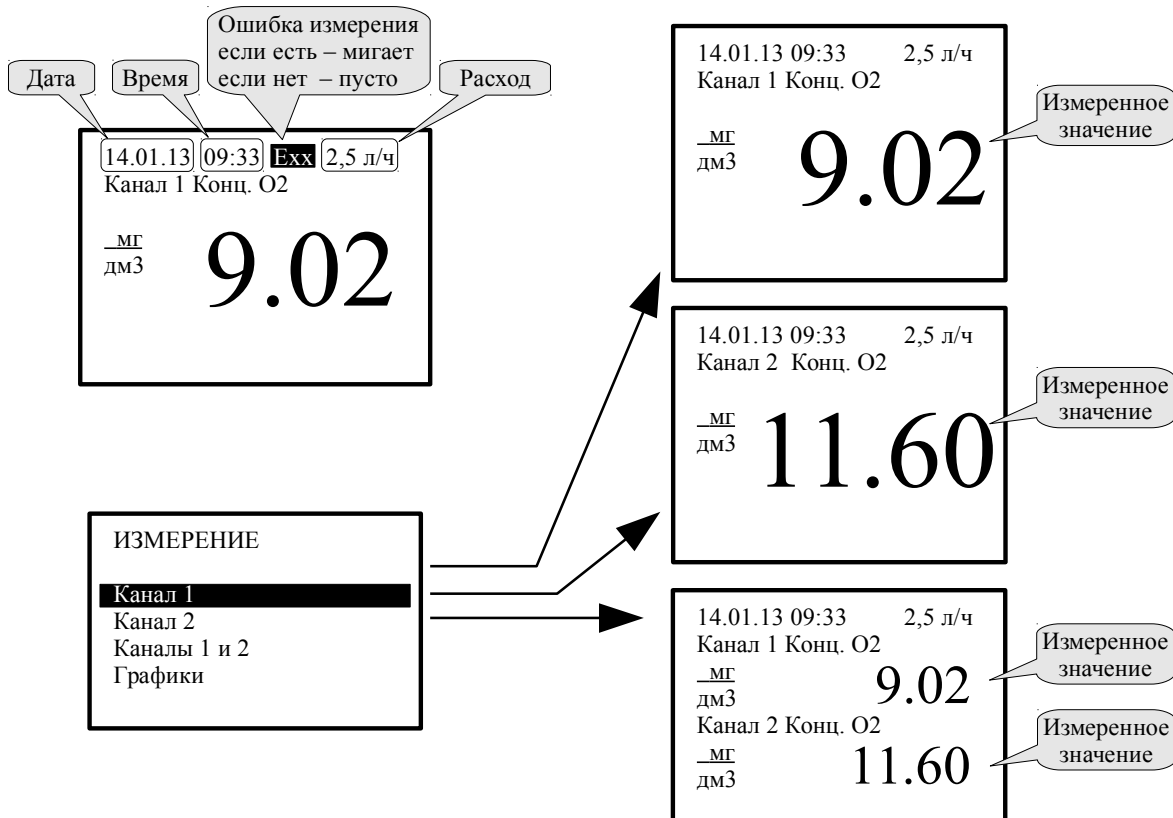 Ошибка измерения
если есть – мигает
если нет – пусто
Дата
Время
Расход
14.01.13 09:33 Exx 2,5 л/ч
Канал 1 Конц. О2
мг
дм3
9.02
ИЗМЕРЕНИЕ
Канал 1
Канал 2
Каналы 1 и 2
Графики
14.01.13 09:33 2,5 л/ч
Канал 1 Конц. О2
мг
дм3
9.02
Измеренное
значение
14.01.13 09:33 2,5 л/ч
Канал 2 Конц. О2
мг
дм3
11.60
Измеренное
значение
14.01.13 09:33 2,5 л/ч
Канал 1 Конц. О2
мг
дм3
9.02
Измеренное
значение
Канал 2 Конц. О2
мг
дм3
11.60
Измеренное
значение